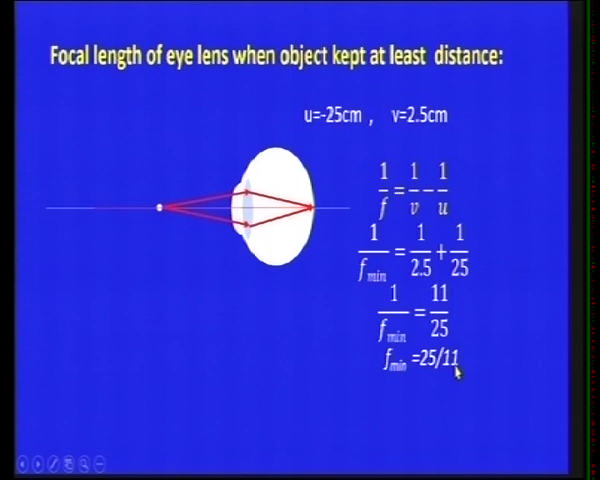 Focal length of eye lens when object kept at least distance:
u=-25cm , v=2.5cm
1/f = 1/v − 1/u
1/f_min = 1/2.5 + 1/25
1/f_min = 11/25
f_min =25/11